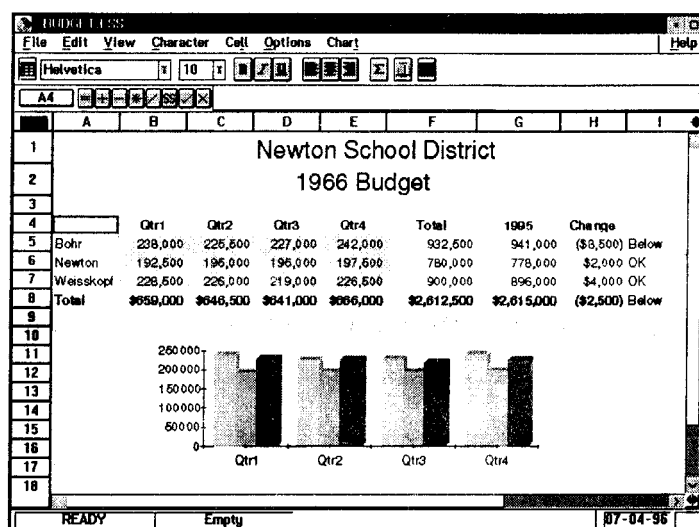 BUDGET.CSS
File Edit View Character Cell Options Chart Help
Helvetica 10
A4 = + - * / $$ ✓ ×
A B C D E F G H I
1 Newton School District
2 1966 Budget
3
4 Qtr1 Qtr2 Qtr3 Qtr4 Total 1995 Change
5 Bohr 238,000 225,500 227,000 242,000 932,500 941,000 ($8,500) Below
6 Newton 192,500 195,000 195,000 197,500 780,000 778,000 $2,000 OK
7 Weisskopf 228,500 226,000 219,000 226,500 900,000 896,000 $4,000 OK
8 Total $659,000 $646,500 $641,000 $666,000 $2,612,500 $2,615,000 ($2,500) Below
9
10
11 250000
12 200000
13 150000
14 100000
15 50000
16 0
17 Qtr1 Qtr2 Qtr3 Qtr4
18
READY Empty 07-04-96